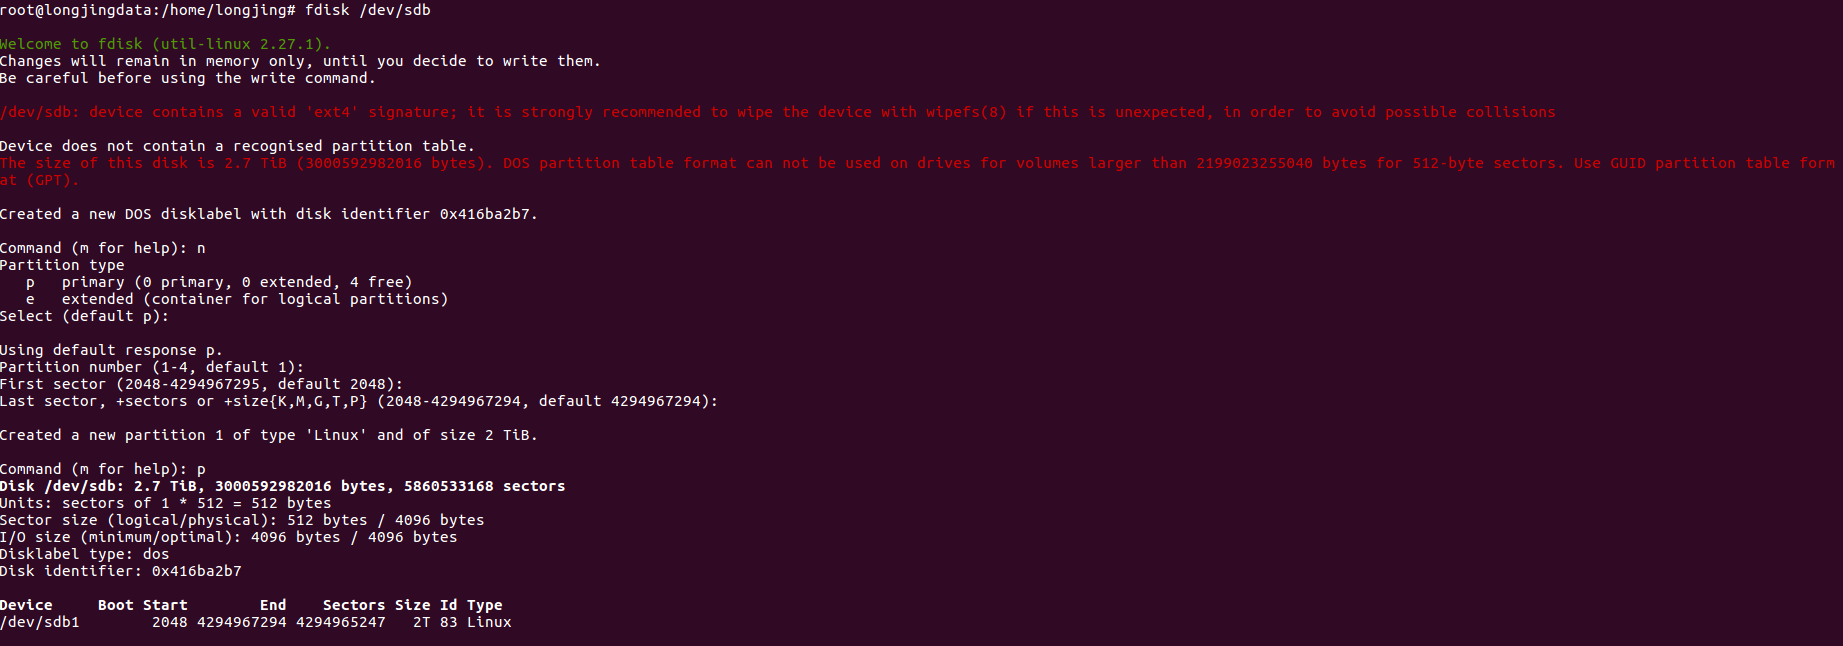 root@longjingdata:/home/longjing# fdisk /dev/sdb
Welcome to fdisk (util-linux 2.27.1).
Changes will remain in memory only, until you decide to write them.
Be careful before using the write command.
/dev/sdb: device contains a valid 'ext4' signature; it is strongly recommended to wipe the device with wipefs(8) if this is unexpected, in order to avoid possible collisions
Device does not contain a recognised partition table.
The size of this disk is 2.7 TiB (3000592982016 bytes). DOS partition table format can not be used on drives for volumes larger than 2199023255040 bytes for 512-byte sectors. Use GUID partition table form
at (GPT).
Created a new DOS disklabel with disk identifier 0x416ba2b7.
Command (m for help): n
Partition type
   p   primary (0 primary, 0 extended, 4 free)
   e   extended (container for logical partitions)
Select (default p):
Using default response p.
Partition number (1-4, default 1):
First sector (2048-4294967295, default 2048):
Last sector, +sectors or +size{K,M,G,T,P} (2048-4294967294, default 4294967294):
Created a new partition 1 of type 'Linux' and of size 2 TiB.
Command (m for help): p
Disk /dev/sdb: 2.7 TiB, 3000592982016 bytes, 5860533168 sectors
Units: sectors of 1 * 512 = 512 bytes
Sector size (logical/physical): 512 bytes / 4096 bytes
I/O size (minimum/optimal): 4096 bytes / 4096 bytes
Disklabel type: dos
Disk identifier: 0x416ba2b7
Device     Boot Start        End    Sectors Size Id Type
/dev/sdb1        2048 4294967294 4294965247   2T 83 Linux